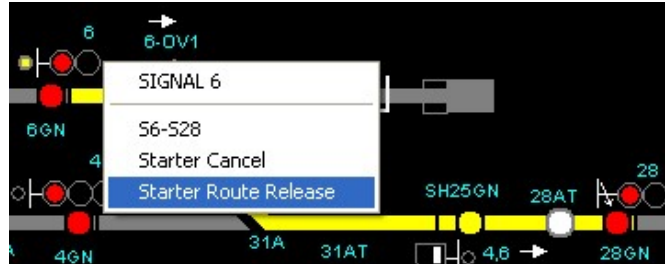 6
6-OV1
SIGNAL 6
S6-S28
Starter Cancel
Starter Route Release
6GN
4
SH25GN
28AT
28
4GN
31A
31AT
4,6
28GN